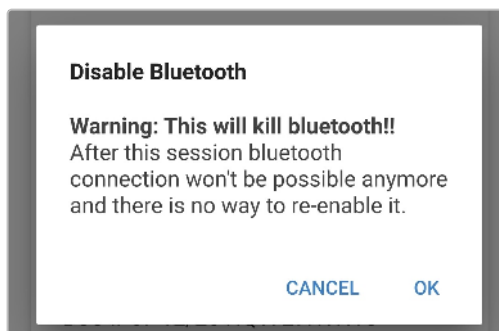 Disable Bluetooth
Warning: This will kill bluetooth!!
After this session bluetooth
connection won't be possible anymore
and there is no way to re-enable it.
CANCEL OK